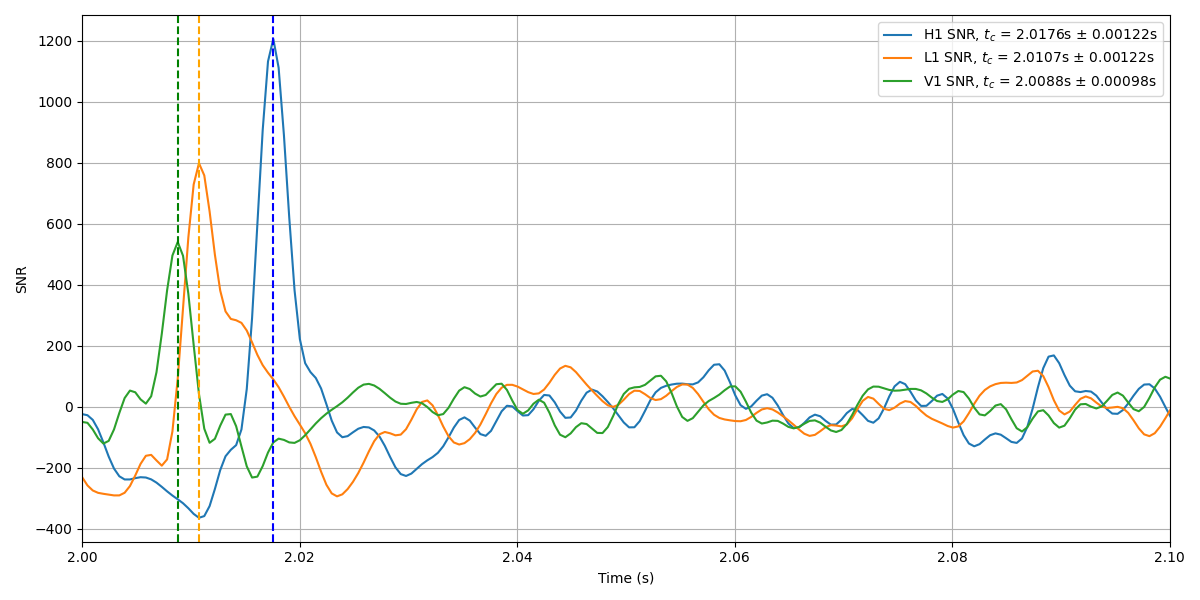 H1 SNR, t_c = 2.0176s ± 0.00122s
L1 SNR, t_c = 2.0107s ± 0.00122s
V1 SNR, t_c = 2.0088s ± 0.00098s
SNR
1200
1000
800
600
400
200
0
−200
−400
2.00 2.02 2.04 2.06 2.08 2.10
Time (s)